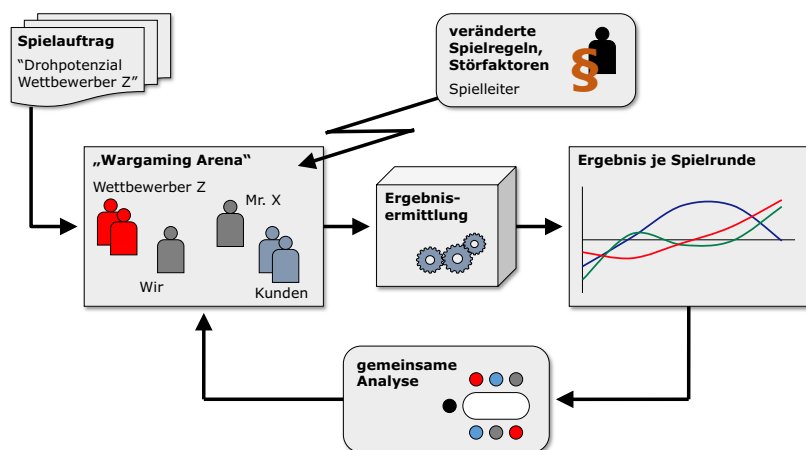 Spielauftrag
“Drohpotenzial
Wettbewerber Z”
veränderte
Spielregeln,
Störfaktoren
Spielleiter
§
„Wargaming Arena“
Wettbewerber Z
Mr. X
Wir
Kunden
Ergebnis-
ermittlung
Ergebnis je Spielrunde
gemeinsame
Analyse